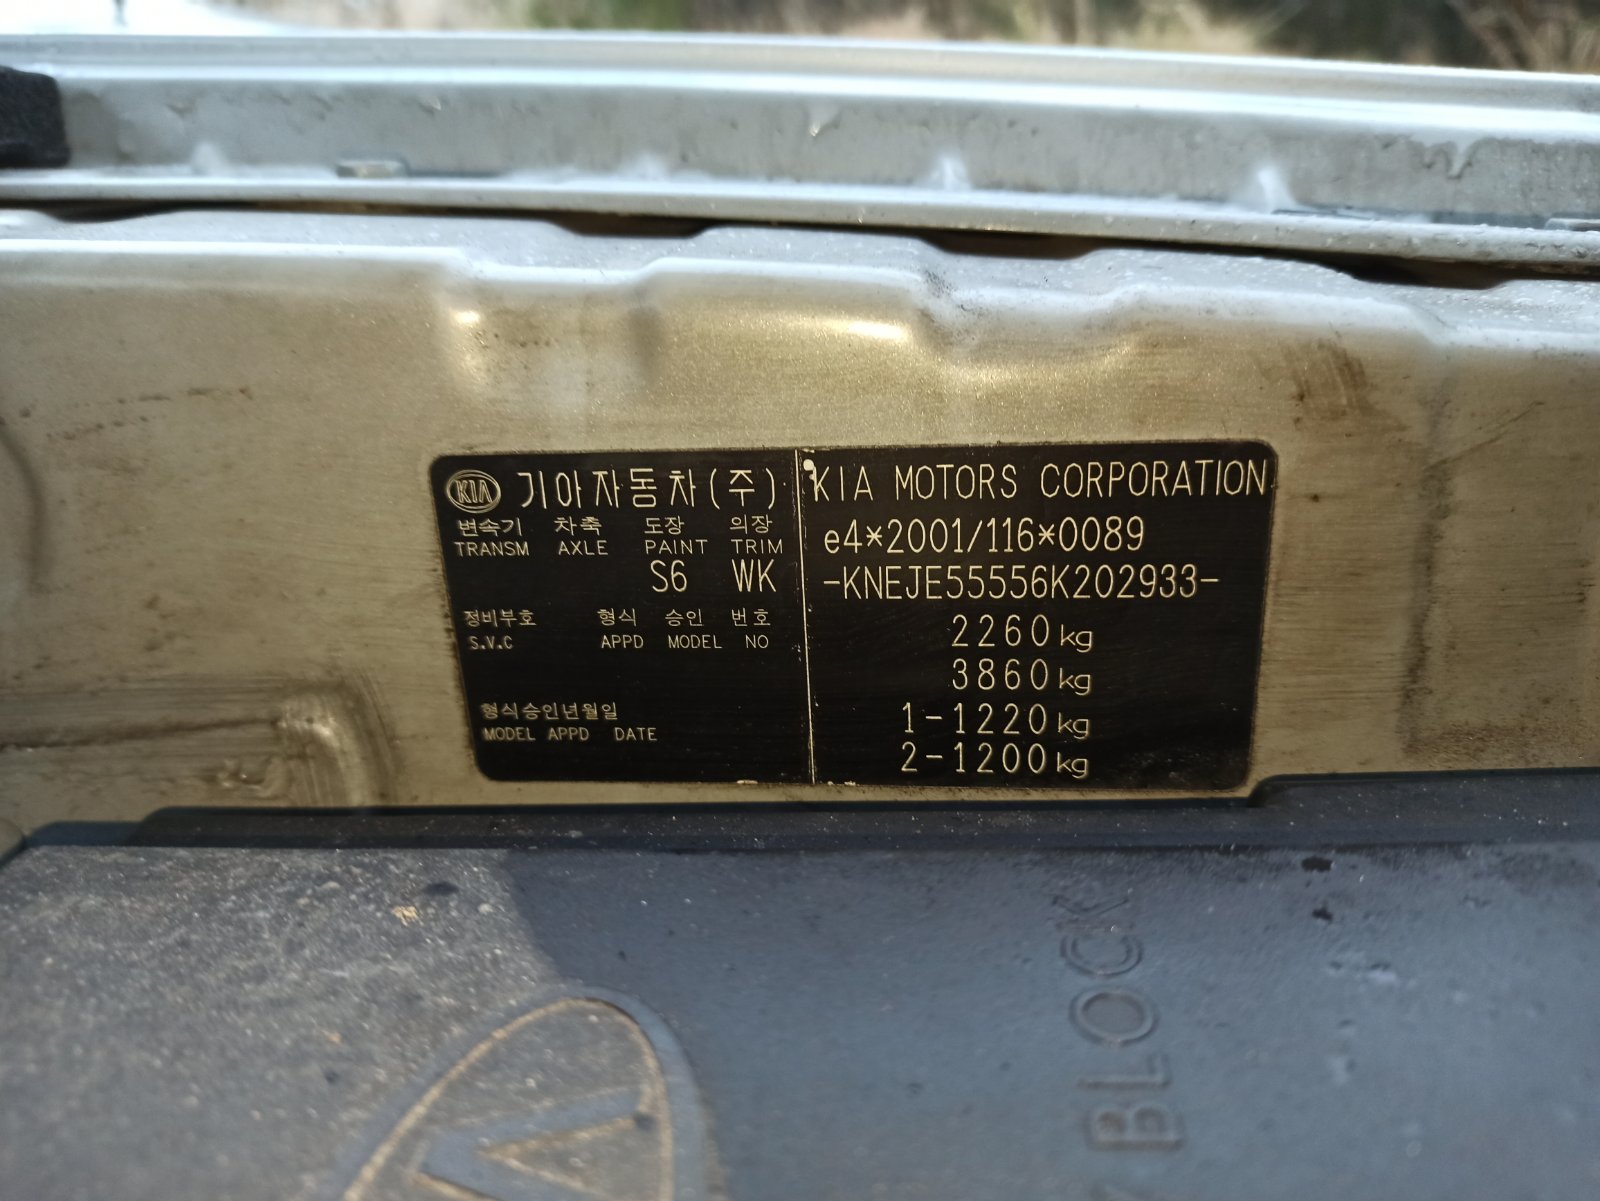 KIA 기아자동차(주)
변속기 차축 도장 의장
TRANSM AXLE PAINT TRIM
S6 WK
정비부호 형식 승인 번호
S.V.C APPD MODEL NO
형식승인년월일
MODEL APPD DATE
KIA MOTORS CORPORATION
e4*2001/116*0089
-KNEJE55556K202933-
2260kg
3860kg
1-1220kg
2-1200kg
BLOCK